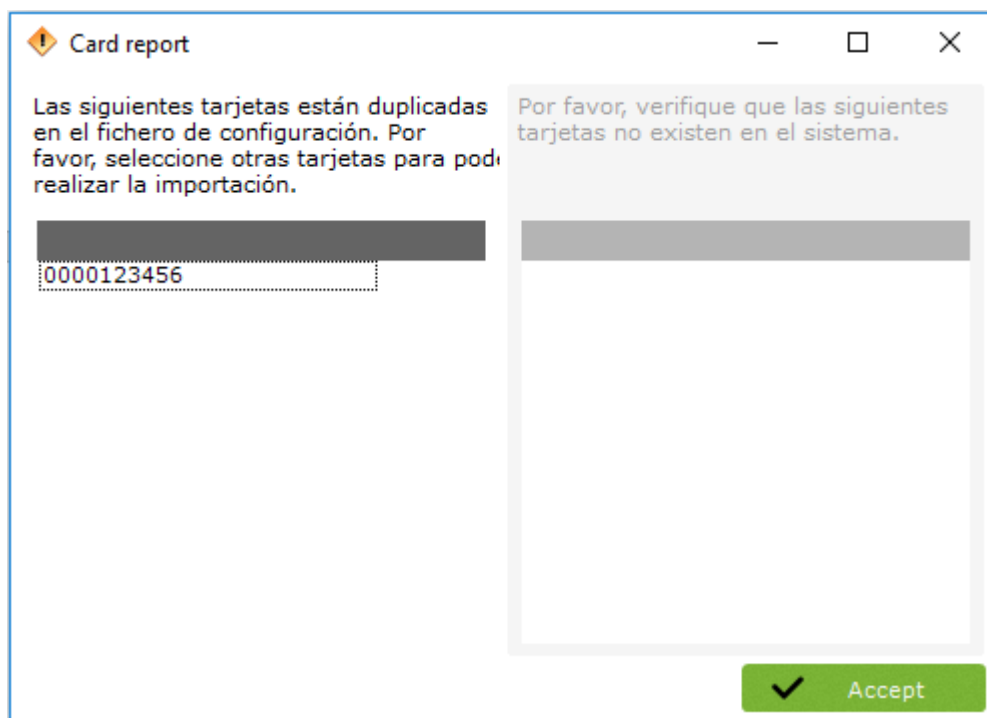 Card report
Las siguientes tarjetas están duplicadas
en el fichero de configuración. Por
favor, seleccione otras tarjetas para pode
realizar la importación.
0000123456
Por favor, verifique que las siguientes
tarjetas no existen en el sistema.
Accept